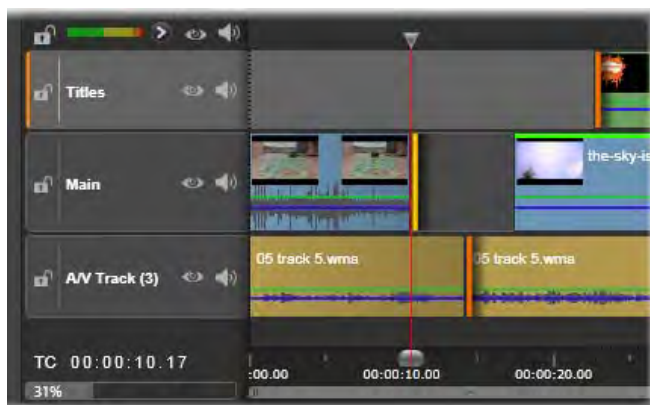 Titles
the-sky-is
Main
05 track 5.wma
05 track 5.wma
A/V Track (3)
TC 00:00:10.17
:00.00
00:00:10.00
00:00:20.00
31%